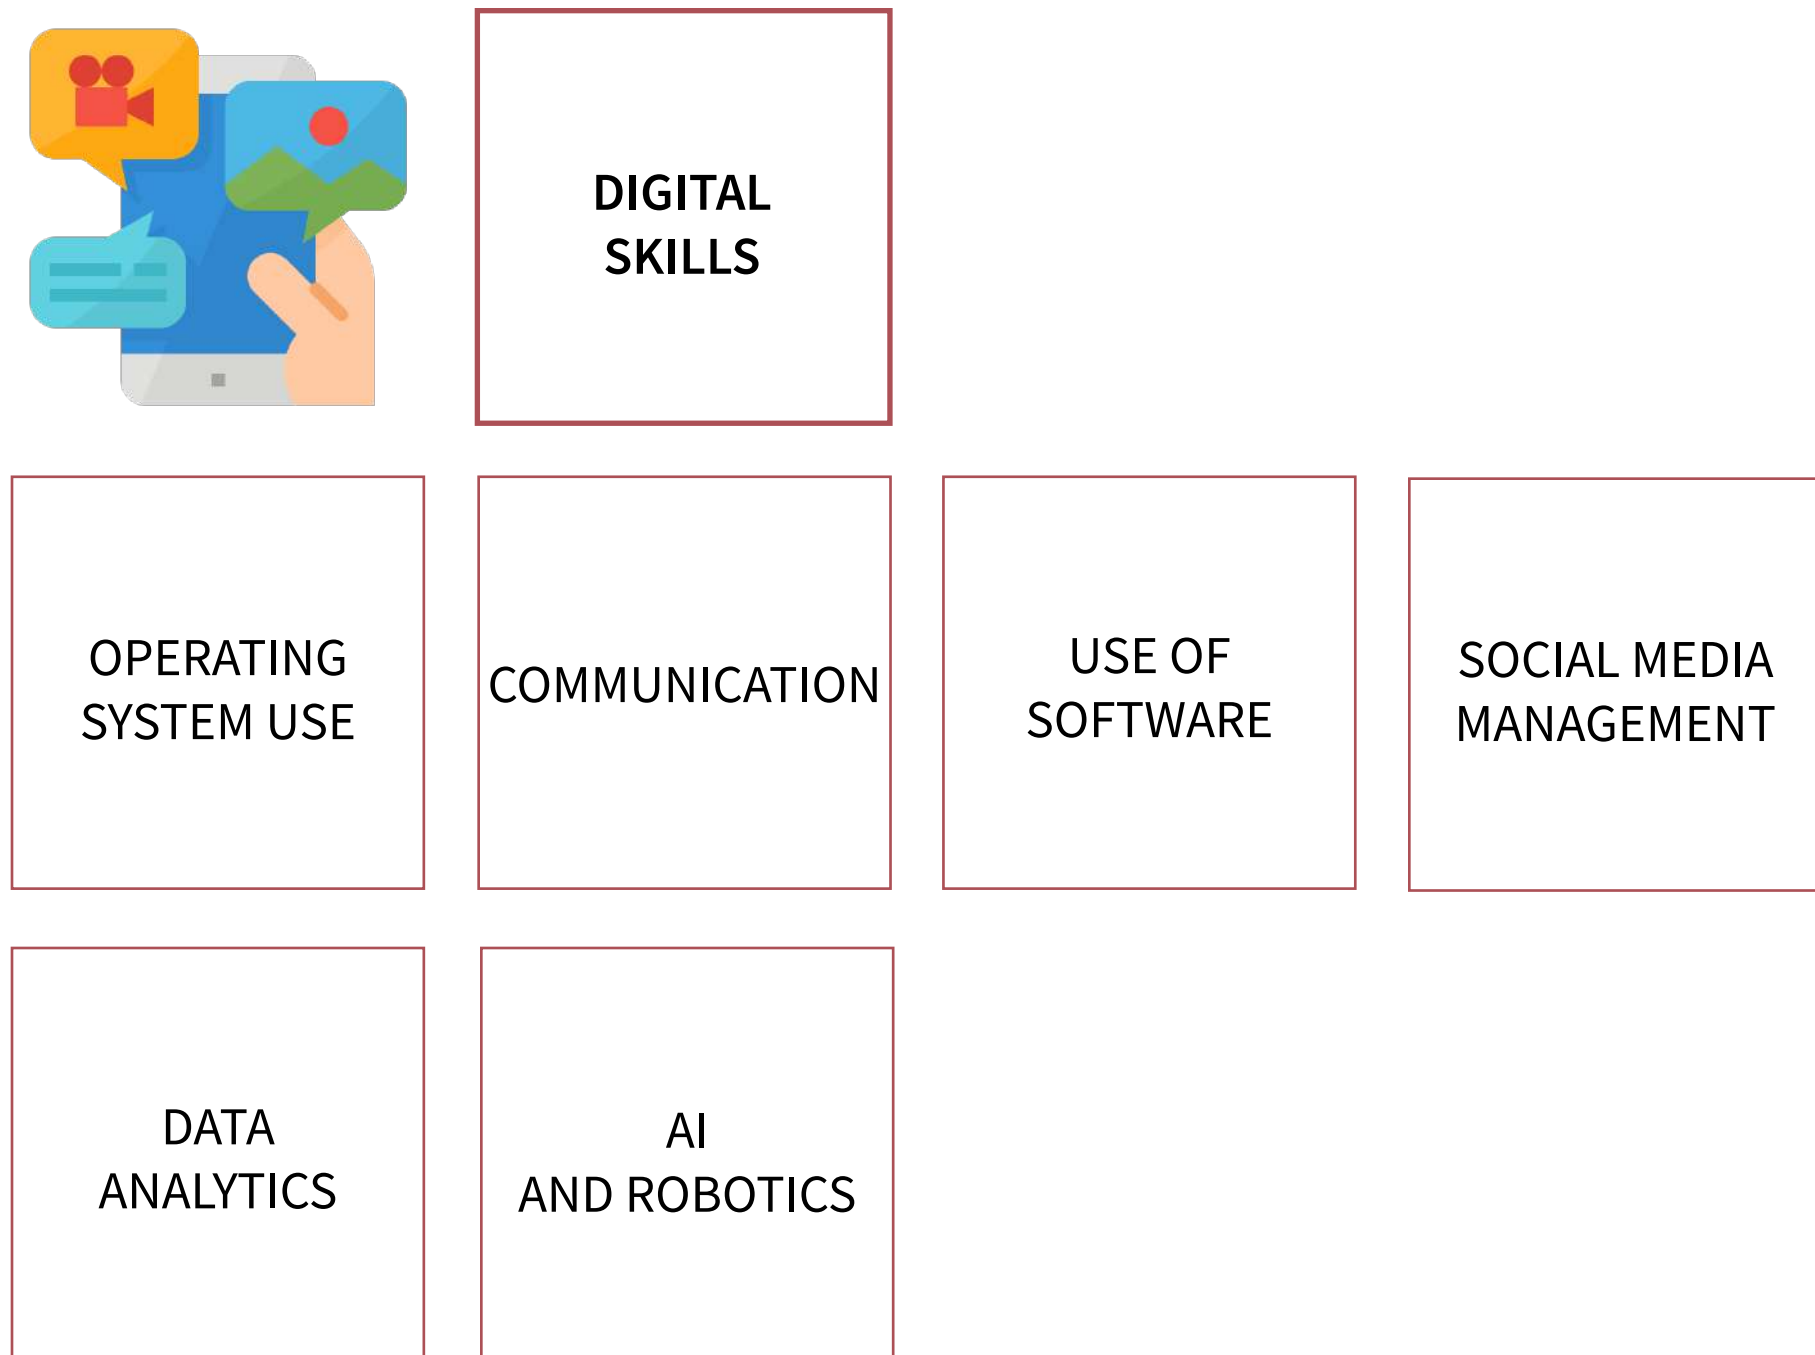 DIGITAL
SKILLS
OPERATING
SYSTEM USE
COMMUNICATION
USE OF
SOFTWARE
SOCIAL MEDIA
MANAGEMENT
DATA
ANALYTICS
AI
AND ROBOTICS